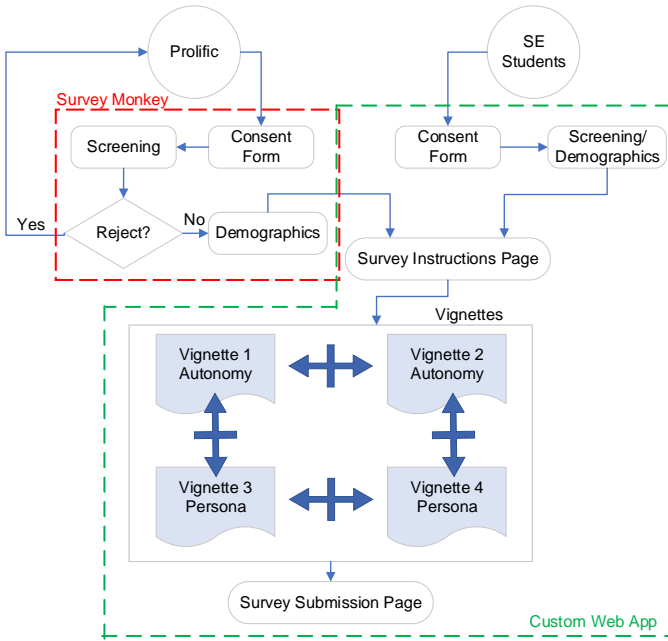 Prolific
SE
Students
Survey Monkey
Screening
Consent
Form
Consent
Form
Screening/
Demographics
Yes
Reject?
No
Demographics
Survey Instructions Page
Vignettes
Vignette 1
Autonomy
Vignette 2
Autonomy
Vignette 3
Persona
Vignette 4
Persona
Survey Submission Page
Custom Web App